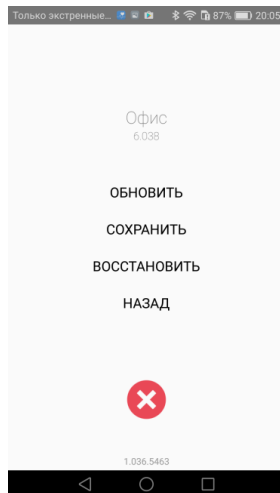 Только экстренные... 87% 20:05
Офис
6.038
ОБНОВИТЬ
СОХРАНИТЬ
ВОССТАНОВИТЬ
НАЗАД
1.036.5463